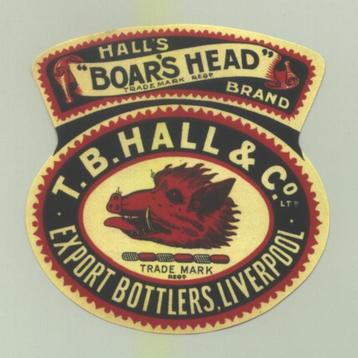 HALL'S
"BOAR'S HEAD"
TRADE MARK REGD
BRAND
T.B. HALL & Co.
LTD
TRADE MARK
REGD
EXPORT BOTTLERS. LIVERPOOL